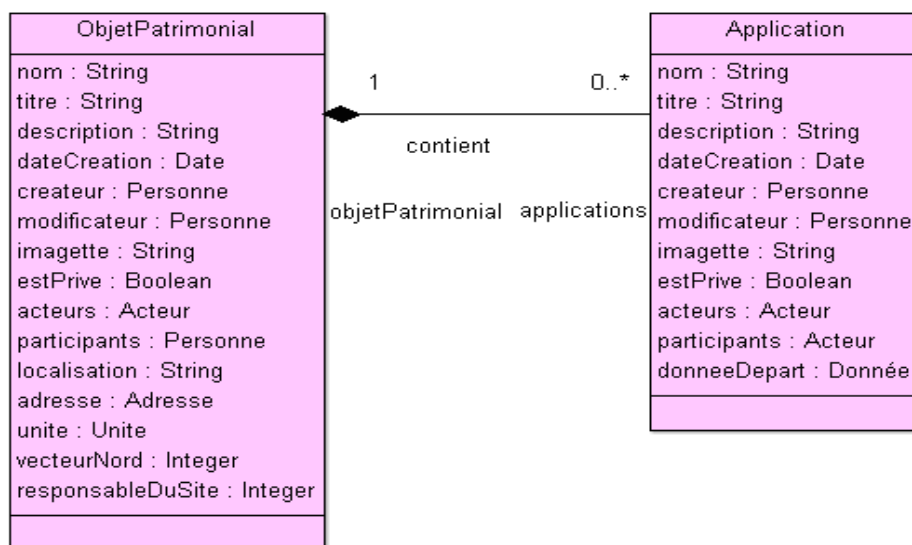 ObjetPatrimonial
nom : String
titre : String
description : String
dateCreation : Date
createur : Personne
modificateur : Personne
imagette : String
estPrive : Boolean
acteurs : Acteur
participants : Personne
localisation : String
adresse : Adresse
unite : Unite
vecteurNord : Integer
responsableDuSite : Integer
1
0..*
contient
objetPatrimonial
applications
Application
nom : String
titre : String
description : String
dateCreation : Date
createur : Personne
modificateur : Personne
imagette : String
estPrive : Boolean
acteurs : Acteur
participants : Acteur
donneeDepart : Donnée